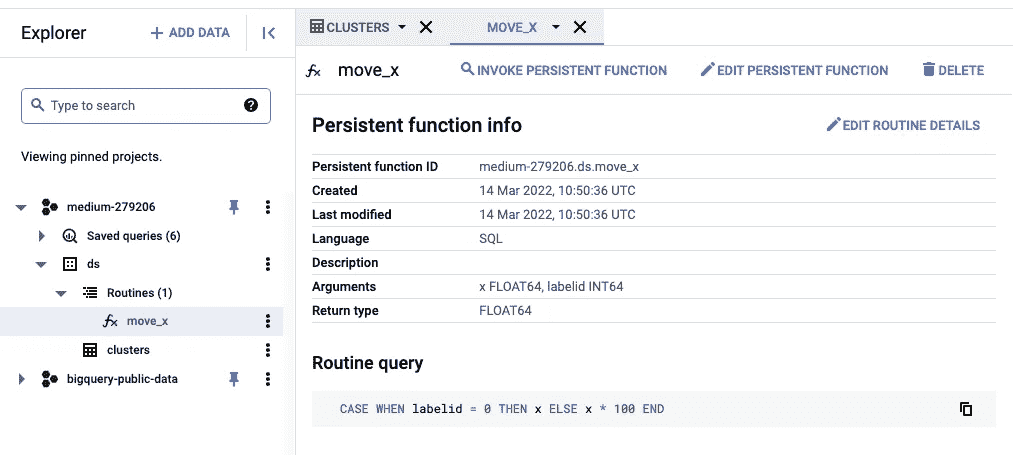 Explorer
+ ADD DATA
Type to search
?
Viewing pinned projects.
medium-279206
Saved queries (6)
ds
Routines (1)
fx move_x
clusters
bigquery-public-data
CLUSTERS
MOVE_X
fx move_x
INVOKE PERSISTENT FUNCTION
EDIT PERSISTENT FUNCTION
DELETE
Persistent function info
EDIT ROUTINE DETAILS
Persistent function ID medium-279206.ds.move_x
Created 14 Mar 2022, 10:50:36 UTC
Last modified 14 Mar 2022, 10:50:36 UTC
Language SQL
Description
Arguments x FLOAT64, labelid INT64
Return type FLOAT64
Routine query
CASE WHEN labelid = 0 THEN x ELSE x * 100 END